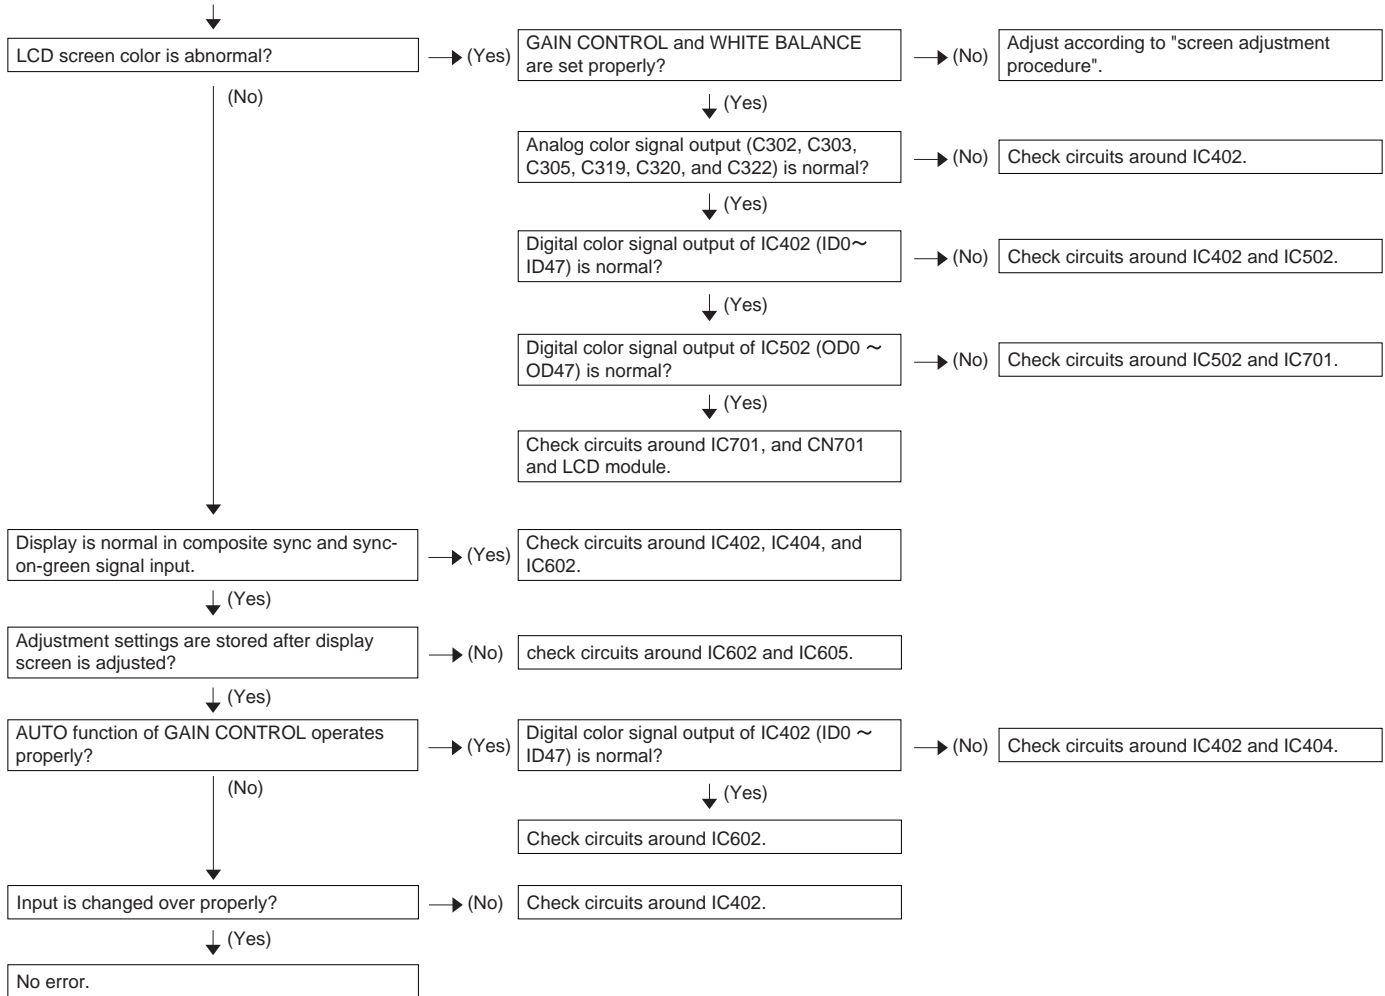 LCD screen color is abnormal?
(Yes)
GAIN CONTROL and WHITE BALANCE
are set properly?
(No)
Adjust according to "screen adjustment
procedure".
(No)
(Yes)
Analog color signal output (C302, C303,
C305, C319, C320, and C322) is normal?
(No)
Check circuits around IC402.
(Yes)
Digital color signal output of IC402 (ID0～
ID47) is normal?
(No)
Check circuits around IC402 and IC502.
(Yes)
Digital color signal output of IC502 (OD0 ～
OD47) is normal?
(No)
Check circuits around IC502 and IC701.
(Yes)
Check circuits around IC701, and CN701
and LCD module.
Display is normal in composite sync and sync-
on-green signal input.
(Yes)
Check circuits around IC402, IC404, and
IC602.
(Yes)
Adjustment settings are stored after display
screen is adjusted?
(No)
check circuits around IC602 and IC605.
(Yes)
AUTO function of GAIN CONTROL operates
properly?
(Yes)
Digital color signal output of IC402 (ID0 ～
ID47) is normal?
(No)
Check circuits around IC402 and IC404.
(No)
(Yes)
Check circuits around IC602.
Input is changed over properly?
(No)
Check circuits around IC402.
(Yes)
No error.